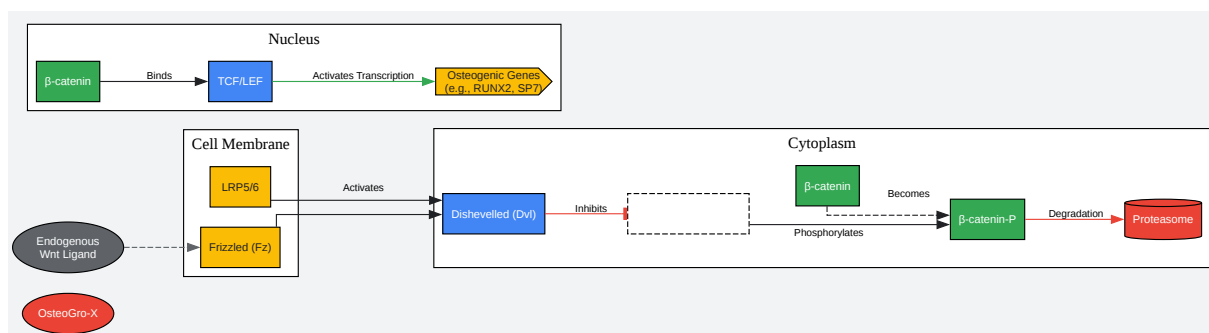 Nucleus
β-catenin
Binds
TCF/LEF
Activates Transcription
Osteogenic Genes
(e.g., RUNX2, SP7)
Cell Membrane
LRP5/6
Frizzled (Fz)
Activates
Cytoplasm
Dishevelled (Dvl)
Inhibits
β-catenin
Becomes
Phosphorylates
β-catenin-P
Degradation
Proteasome
Endogenous
Wnt Ligand
OsteoGro-X